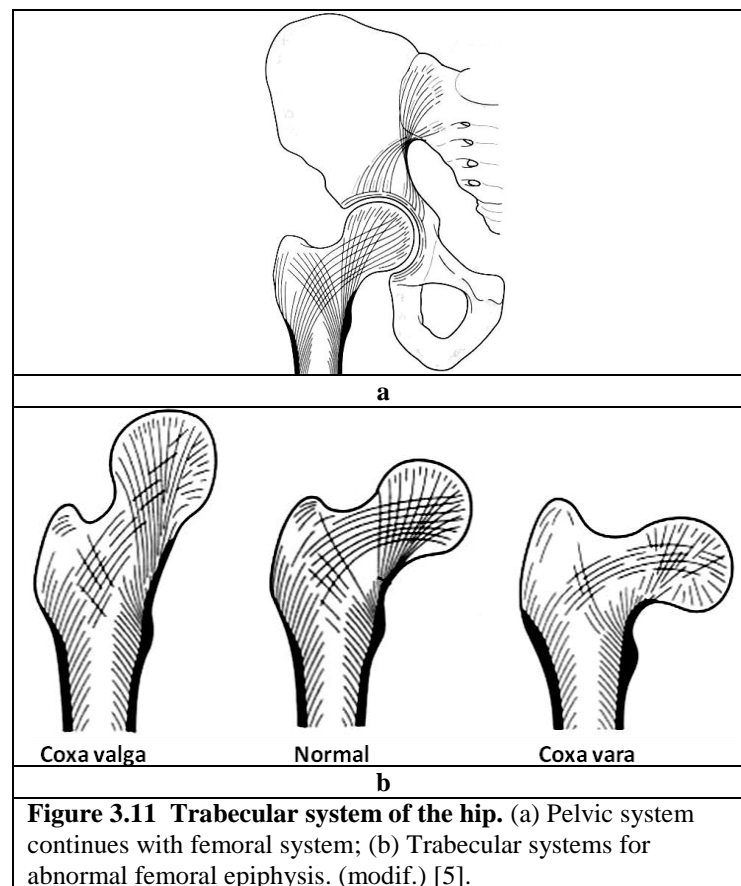 a
Coxa valga
Normal
Coxa vara
b
Figure 3.11 Trabecular system of the hip. (a) Pelvic system
continues with femoral system; (b) Trabecular systems for
abnormal femoral epiphysis. (modif.) [5].